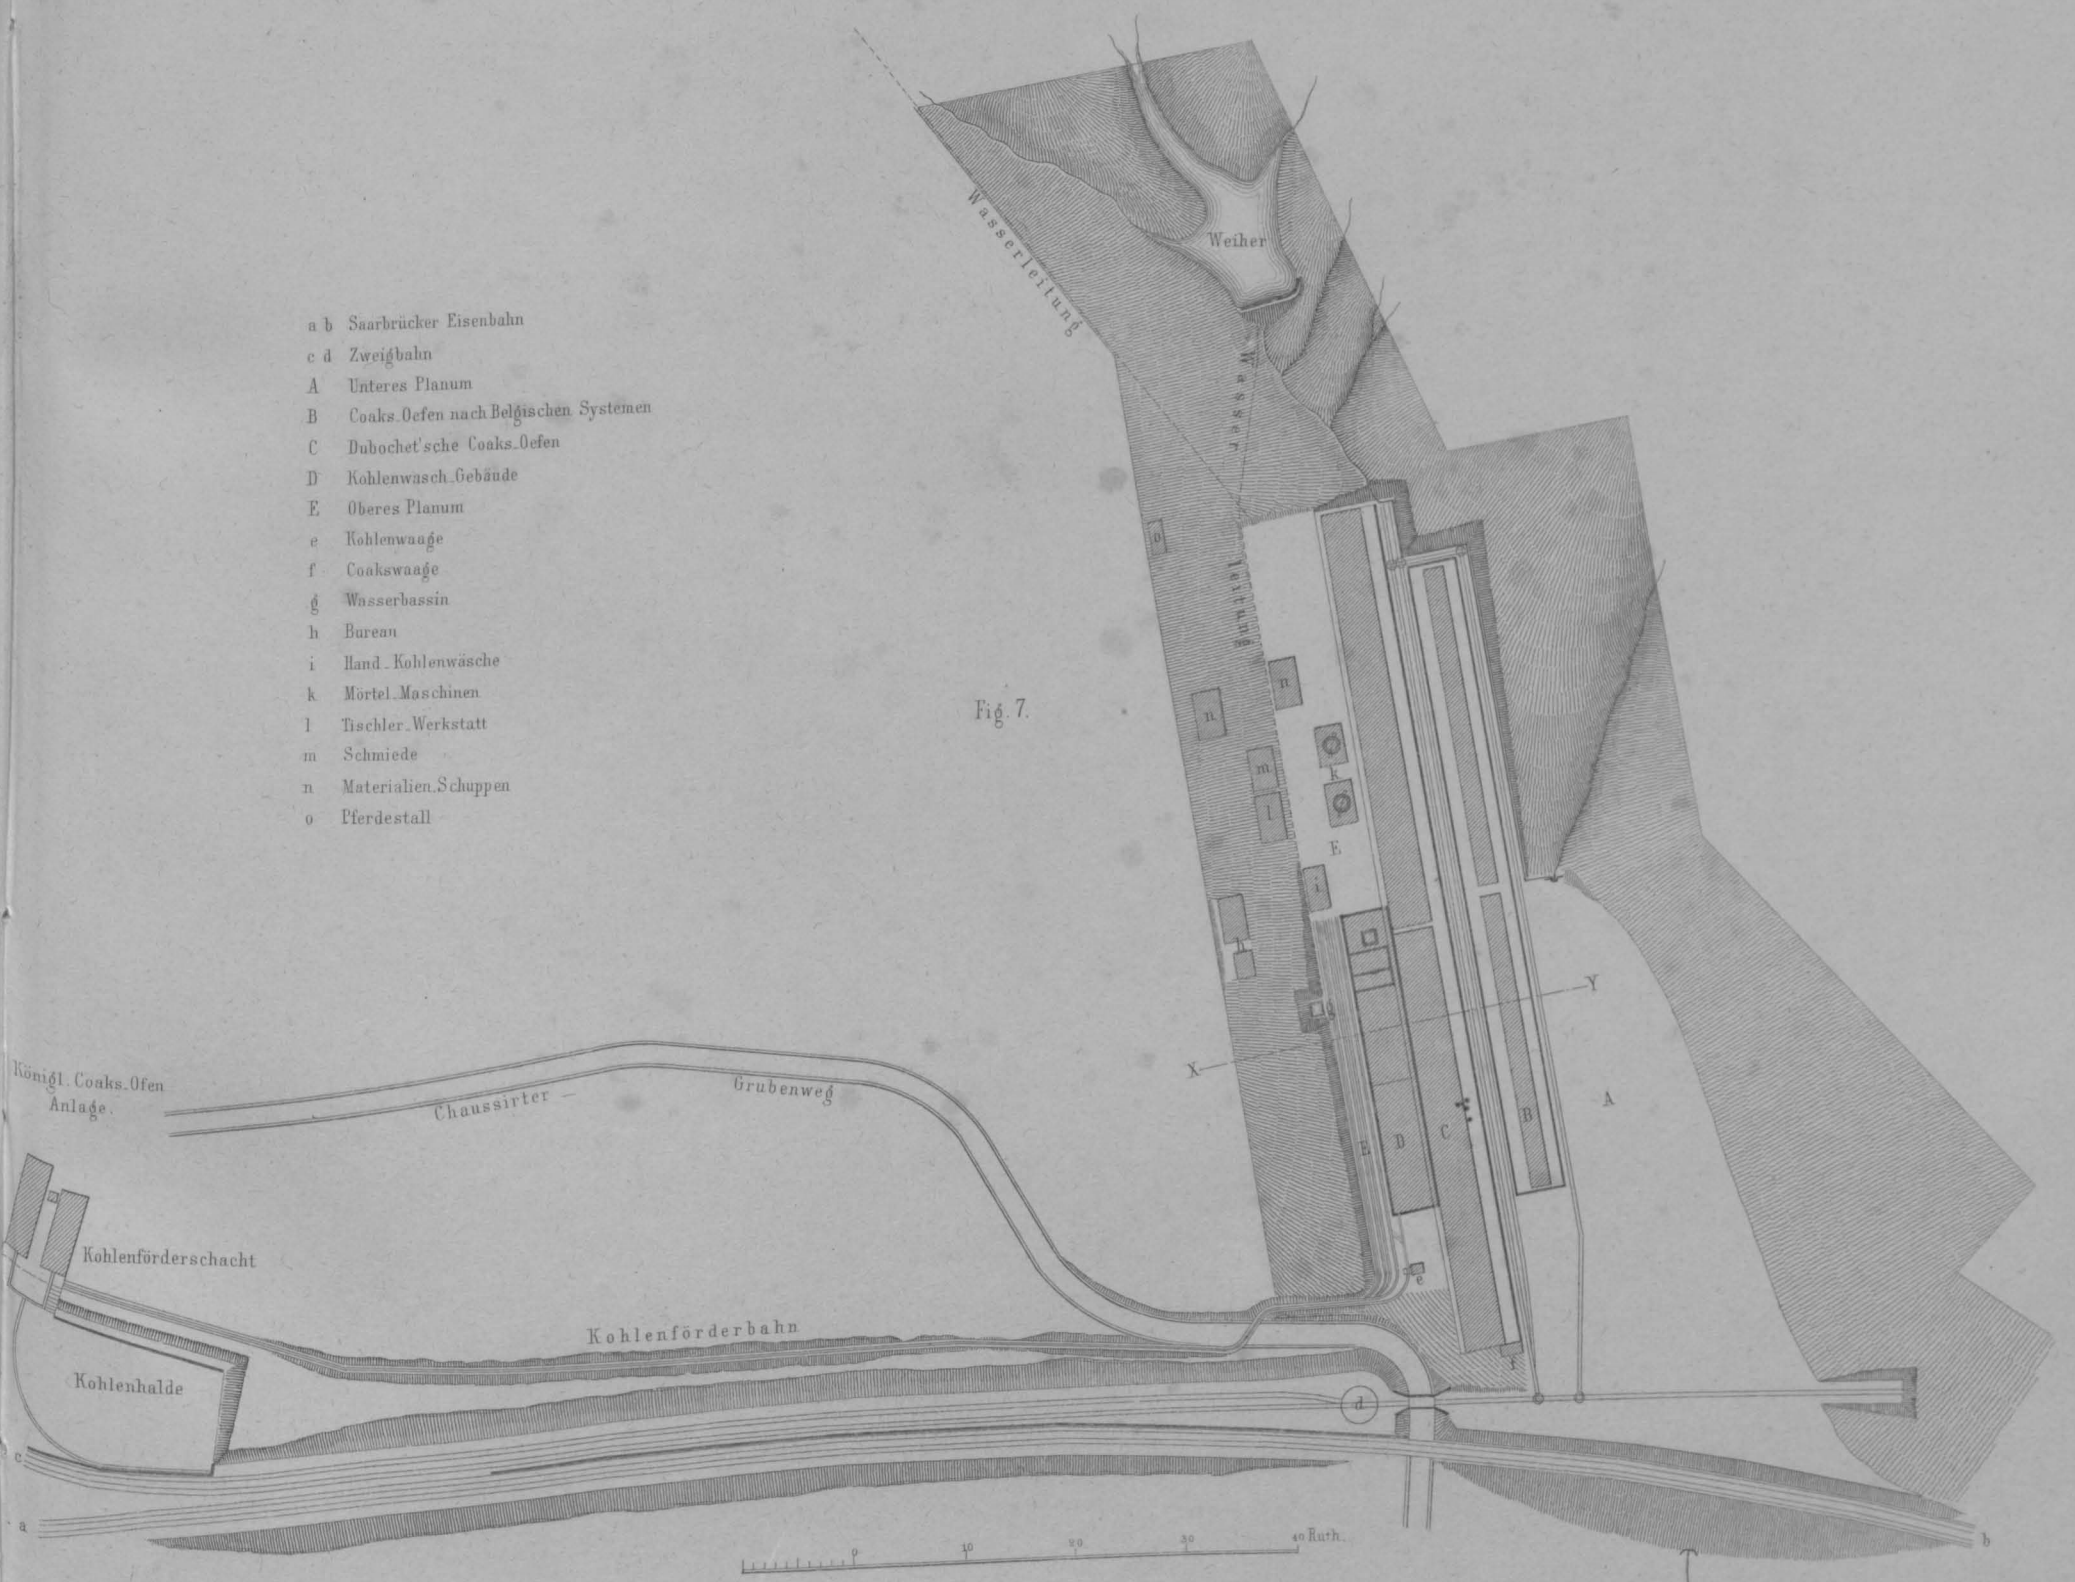 a b Saarbrücker Eisenbahn
c d Zweigbahn
A Unteres Planum
B Coaks-Oefen nach Belgischen Systemen
C Dubochet'sche Coaks-Oefen
D Kohlenwasch-Gebäude
E Oberes Planum
e Kohlenwaage
f Coakswaage
g Wasserbassin
h Bureau
i Hand-Kohlenwäsche
k Mörtel-Maschinen
l Tischler-Werkstatt
m Schmiede
n Materialien-Schuppen
o Pferdestall
Fig. 7.
Wasserleitung
Weiher
Wasser
leitung
o
n
n
m
k
l
E
i
h
g
X
Y
A
B
C
D
E
e
f
d
Königl. Coaks-Ofen
Anlage.
Chaussirter –
Grubenweg
Kohlenförderschacht
Kohlenförderbahn
Kohlenhalde
c
a
b
0 10 20 30 40 Ruth.